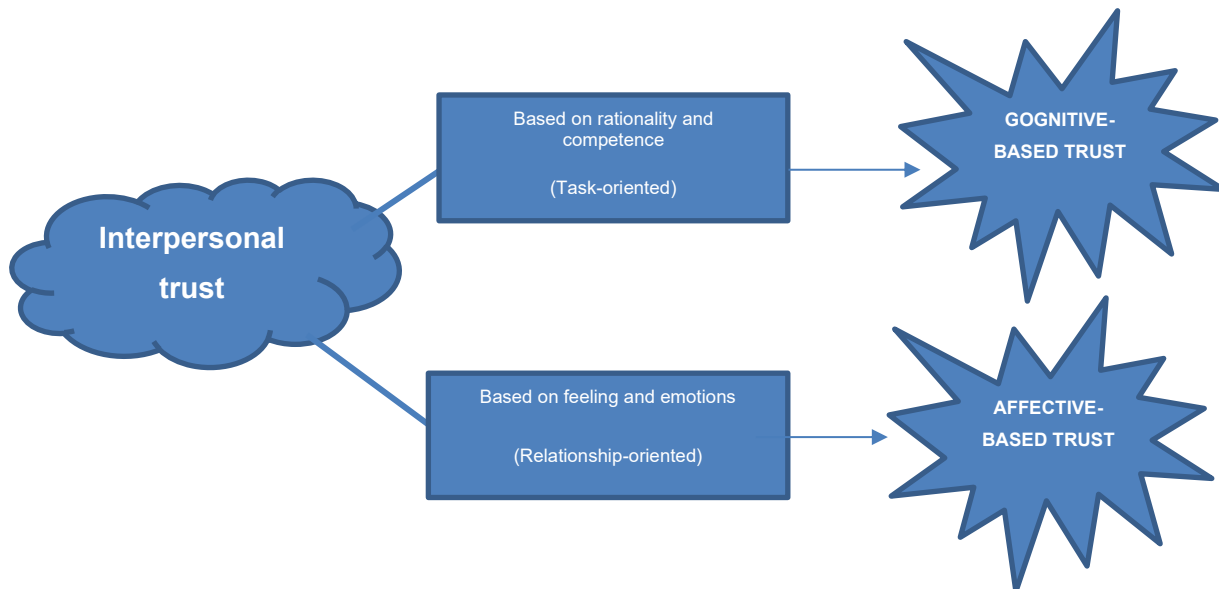 Interpersonal
trust
Based on rationality and
competence
(Task-oriented)
GOGNITIVE-
BASED TRUST
Based on feeling and emotions
(Relationship-oriented)
AFFECTIVE-
BASED TRUST